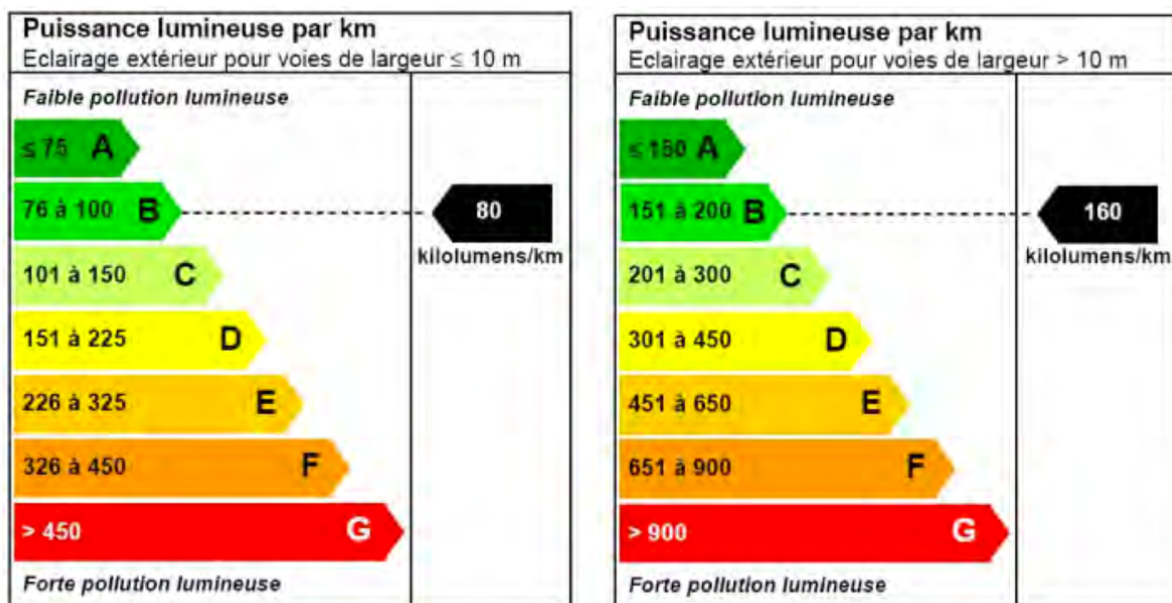 Puissance lumineuse par km
Eclairage extérieur pour voies de largeur ≤ 10 m
Faible pollution lumineuse
≤ 75 A
76 à 100 B
80
kilolumens/km
101 à 150 C
151 à 225 D
226 à 325 E
326 à 450 F
> 450 G
Forte pollution lumineuse
Puissance lumineuse par km
Eclairage extérieur pour voies de largeur > 10 m
Faible pollution lumineuse
≤ 150 A
151 à 200 B
160
kilolumens/km
201 à 300 C
301 à 450 D
451 à 650 E
651 à 900 F
> 900 G
Forte pollution lumineuse